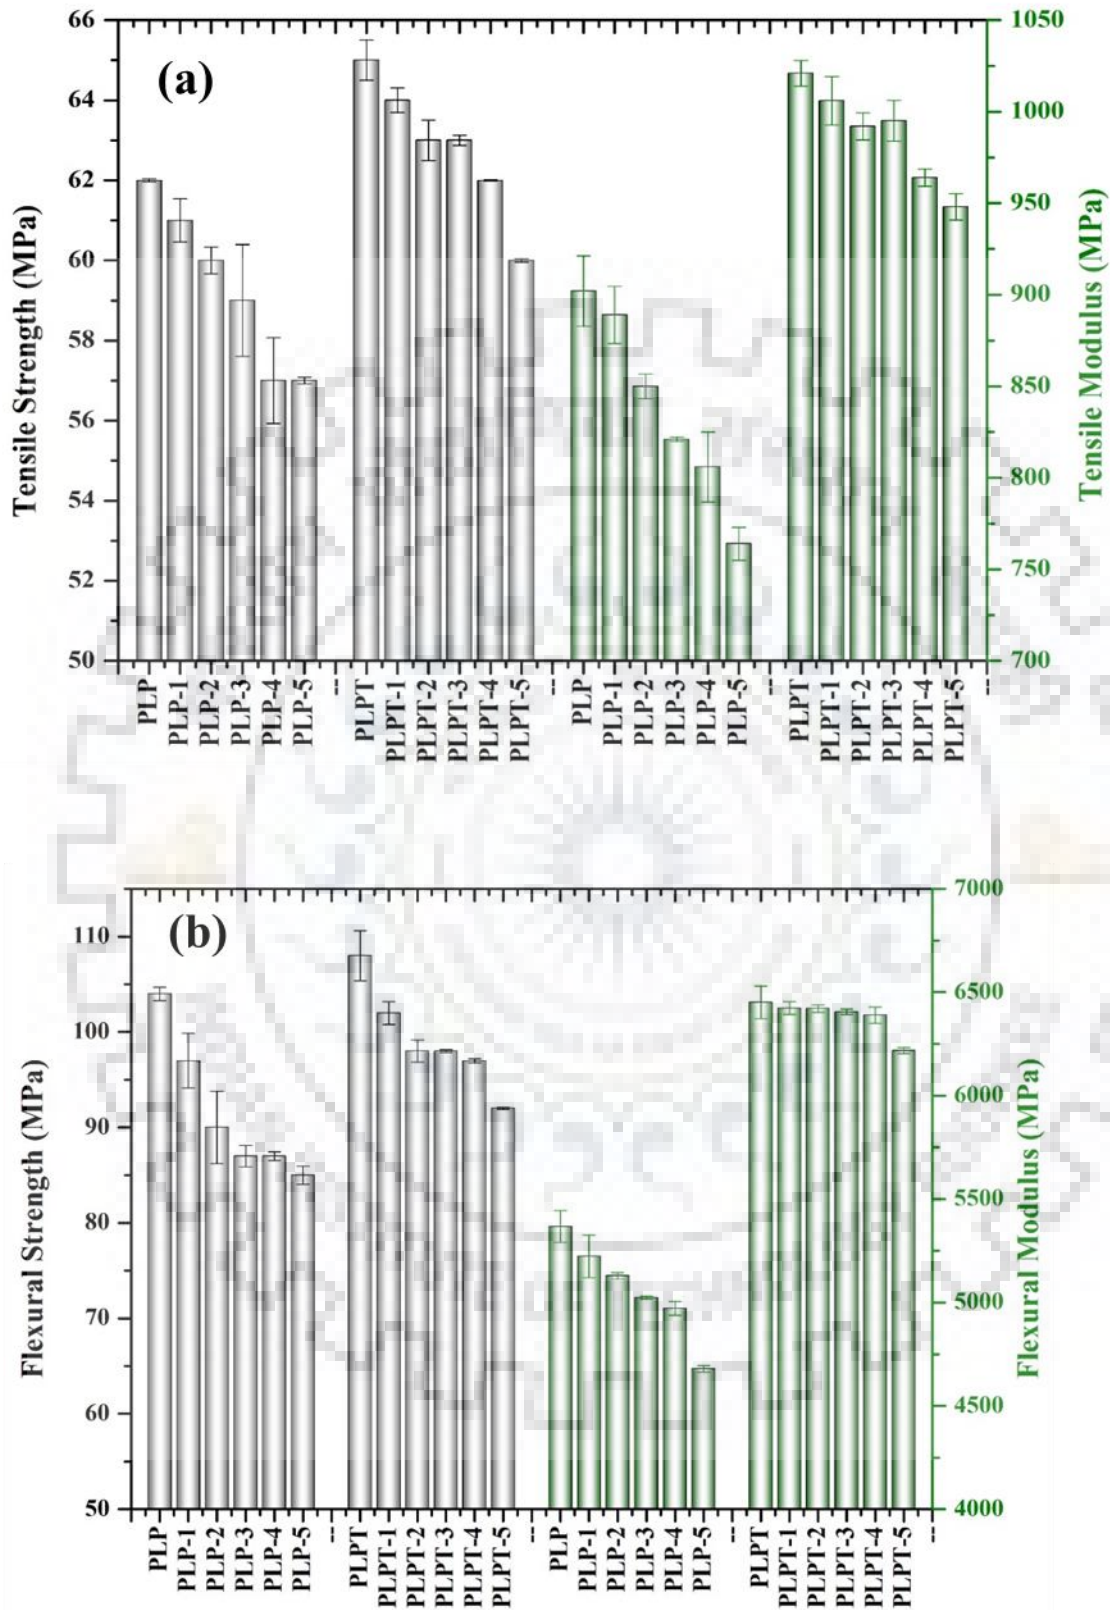 (a)
Tensile Strength (MPa)
66
64
62
60
58
56
54
52
50
1050
1000
950
900
850
800
750
700
Tensile Modulus (MPa)
PLP
PLP-1
PLP-2
PLP-3
PLP-4
PLP-5
--
PLPT
PLPT-1
PLPT-2
PLPT-3
PLPT-4
PLPT-5
--
PLP
PLP-1
PLP-2
PLP-3
PLP-4
PLP-5
--
PLPT
PLPT-1
PLPT-2
PLPT-3
PLPT-4
PLPT-5
--
(b)
Flexural Strength (MPa)
110
100
90
80
70
60
50
7000
6500
6000
5500
5000
4500
4000
Flexural Modulus (MPa)
PLP
PLP-1
PLP-2
PLP-3
PLP-4
PLP-5
--
PLPT
PLPT-1
PLPT-2
PLPT-3
PLPT-4
PLPT-5
--
PLP
PLP-1
PLP-2
PLP-3
PLP-4
PLP-5
--
PLPT
PLPT-1
PLPT-2
PLPT-3
PLPT-4
PLPT-5
--